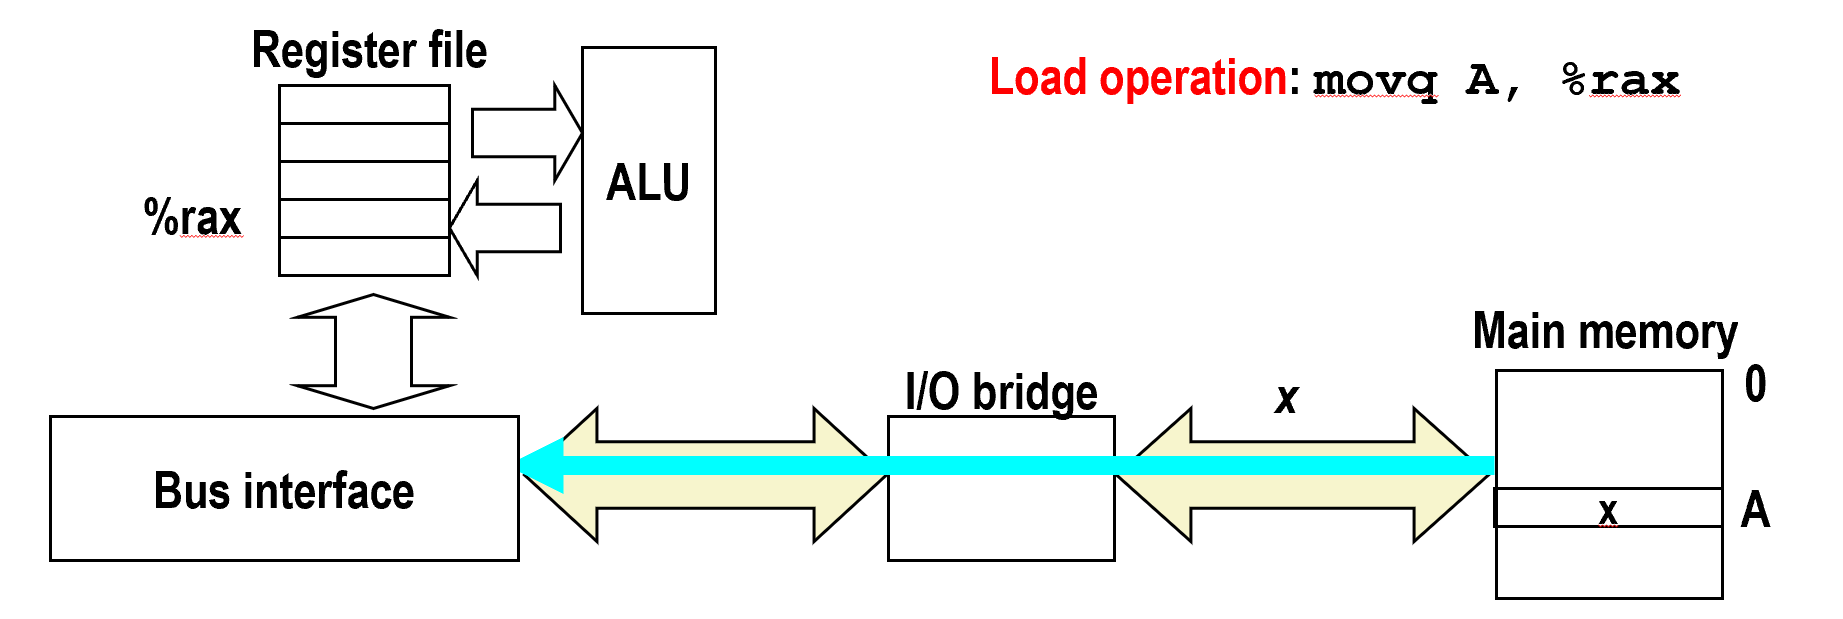 Register file
Load operation: movq A, %rax
ALU
%rax
Main memory
I/O bridge
x
0
Bus interface
x
A